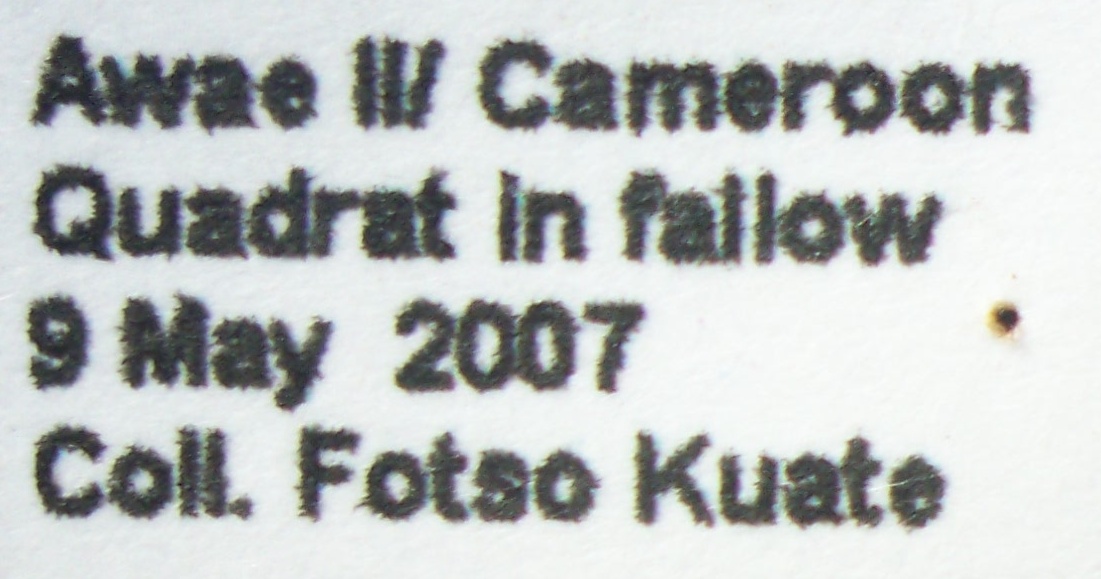 Awae II/ Cameroon
Quadrat in fallow
9 May 2007
Coll. Fotso Kuate